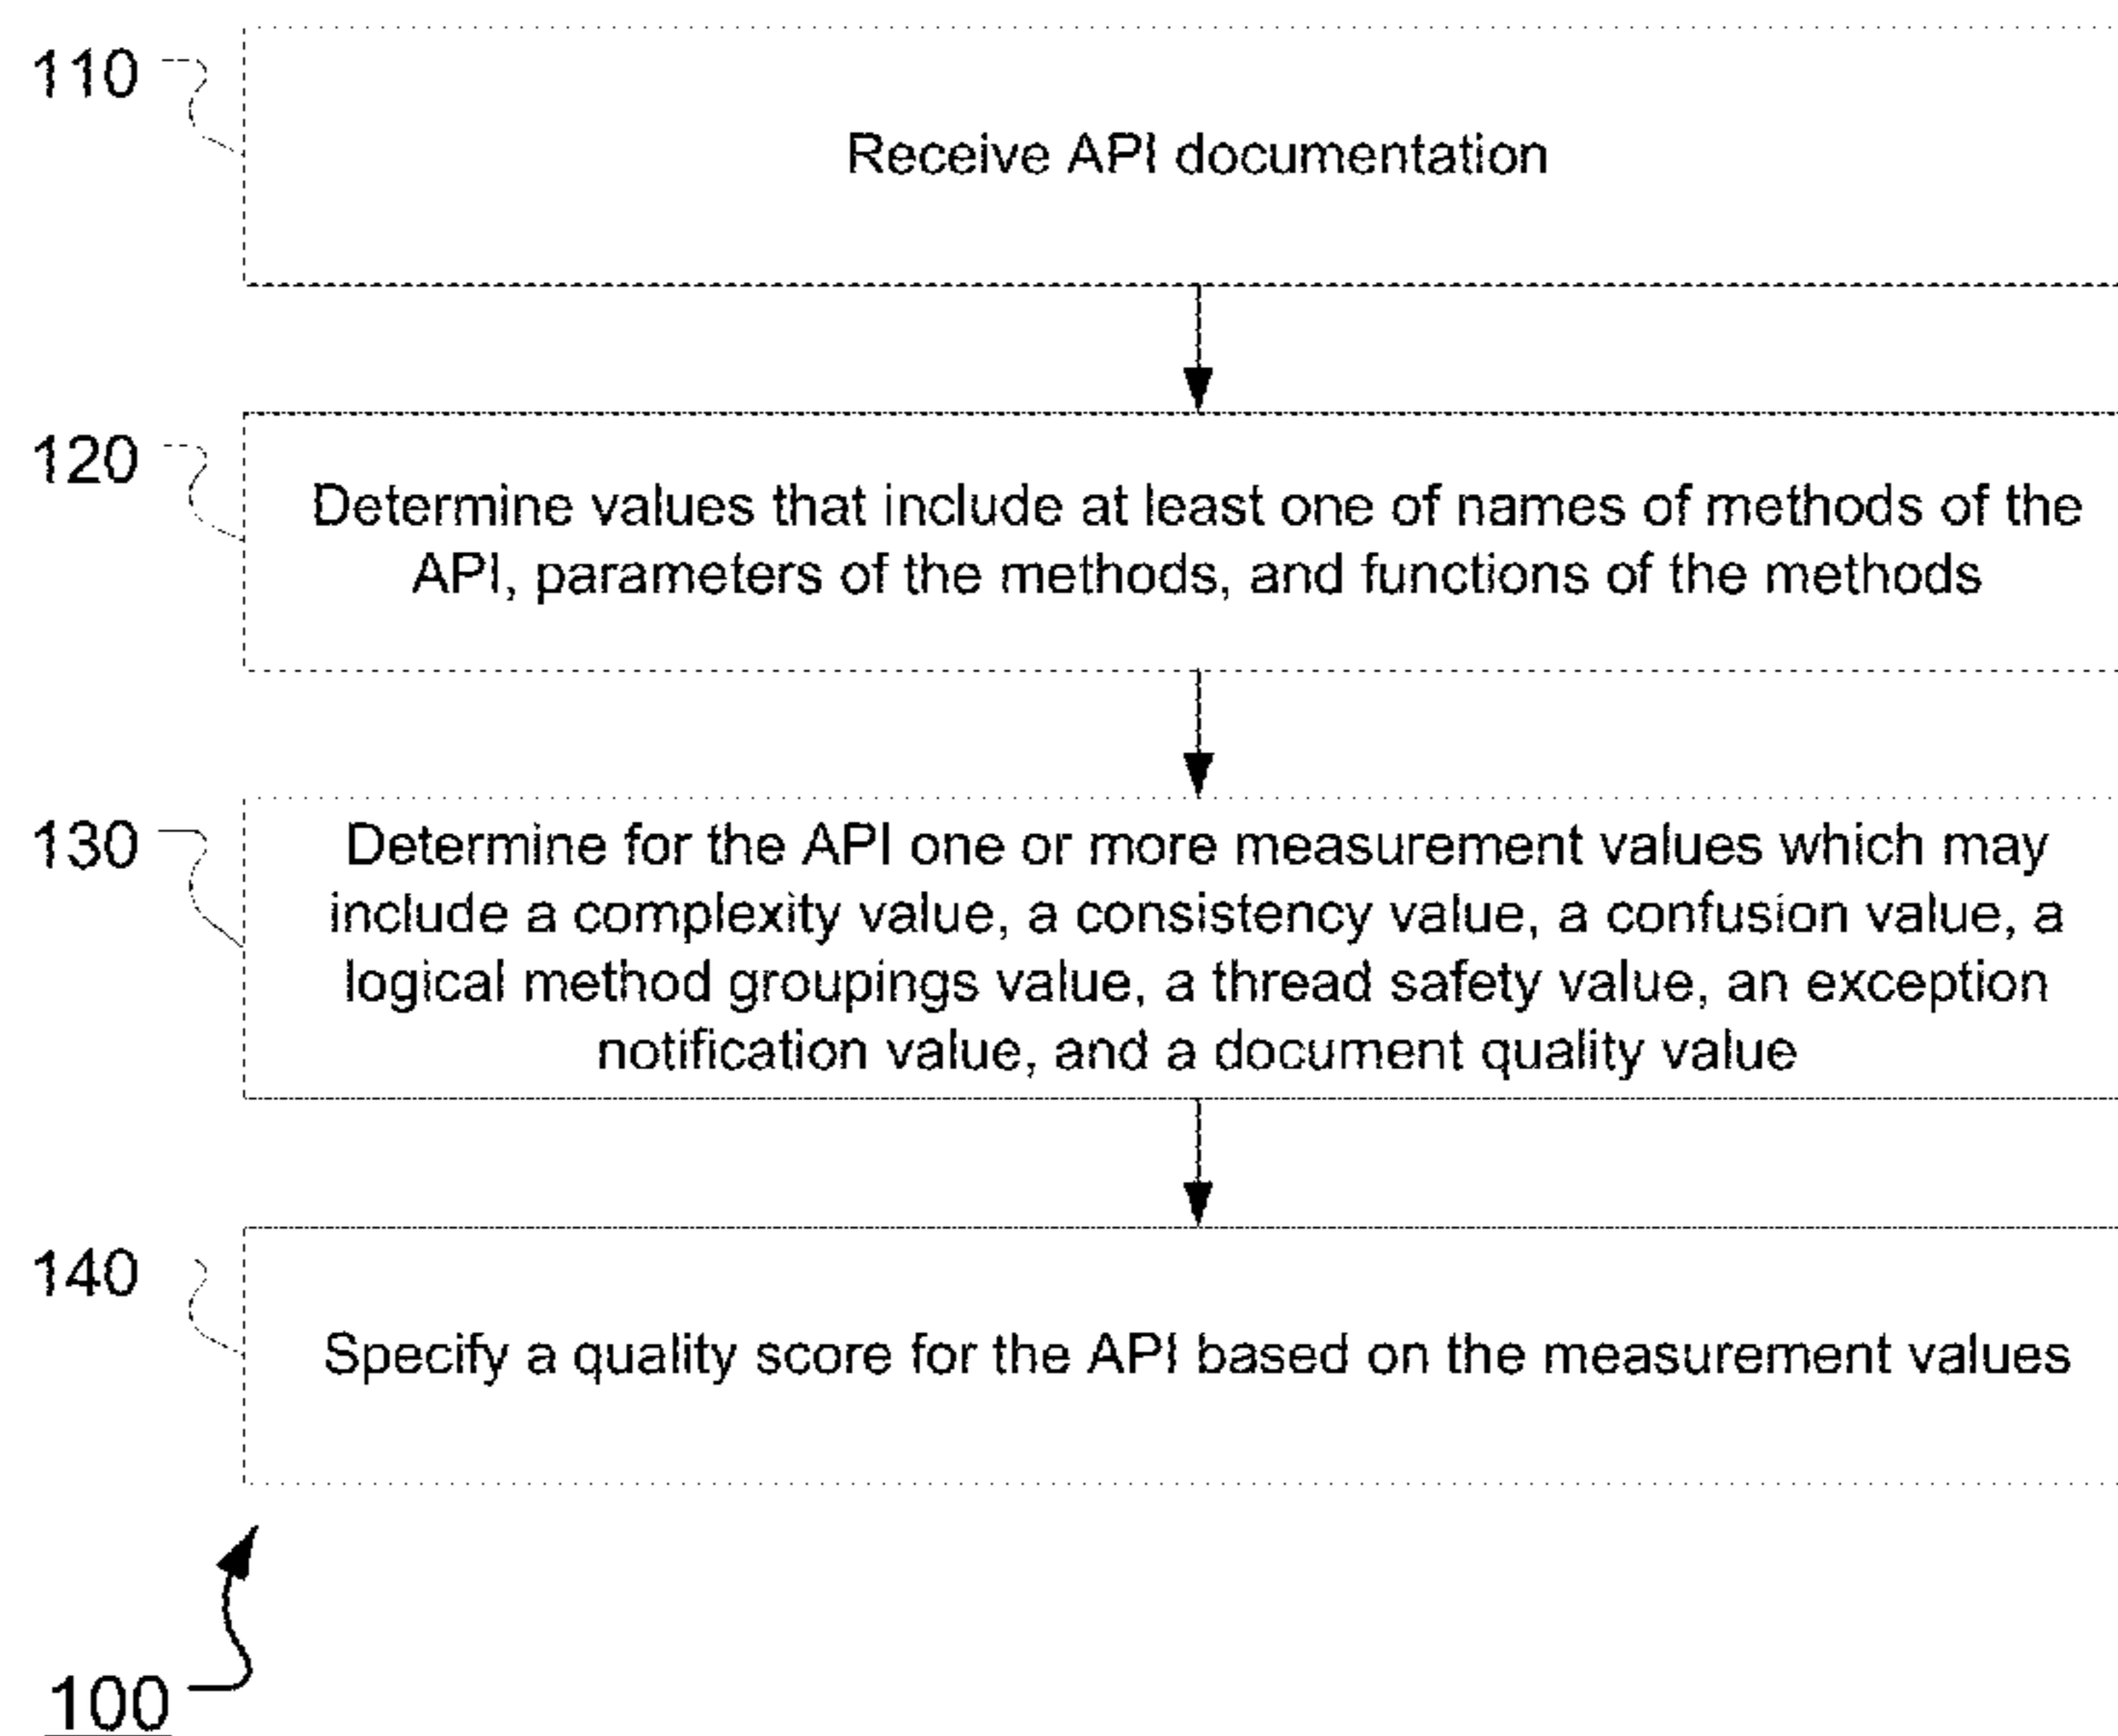 110
Receive API documentation
120
Determine values that include at least one of names of methods of the
API, parameters of the methods, and functions of the methods
130
Determine for the API one or more measurement values which may
include a complexity value, a consistency value, a confusion value, a
logical method groupings value, a thread safety value, an exception
notification value, and a document quality value
140
Specify a quality score for the API based on the measurement values
100